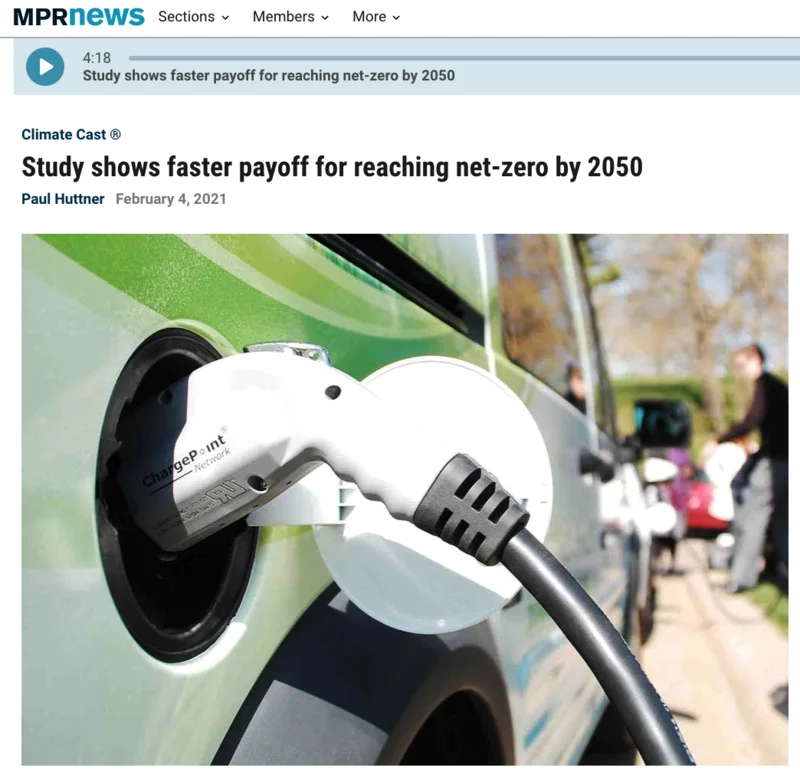 MPRnews Sections Members More
4:18
Study shows faster payoff for reaching net-zero by 2050
Climate Cast ®
Study shows faster payoff for reaching net-zero by 2050
Paul Huttner February 4, 2021
ChargePoint
Network